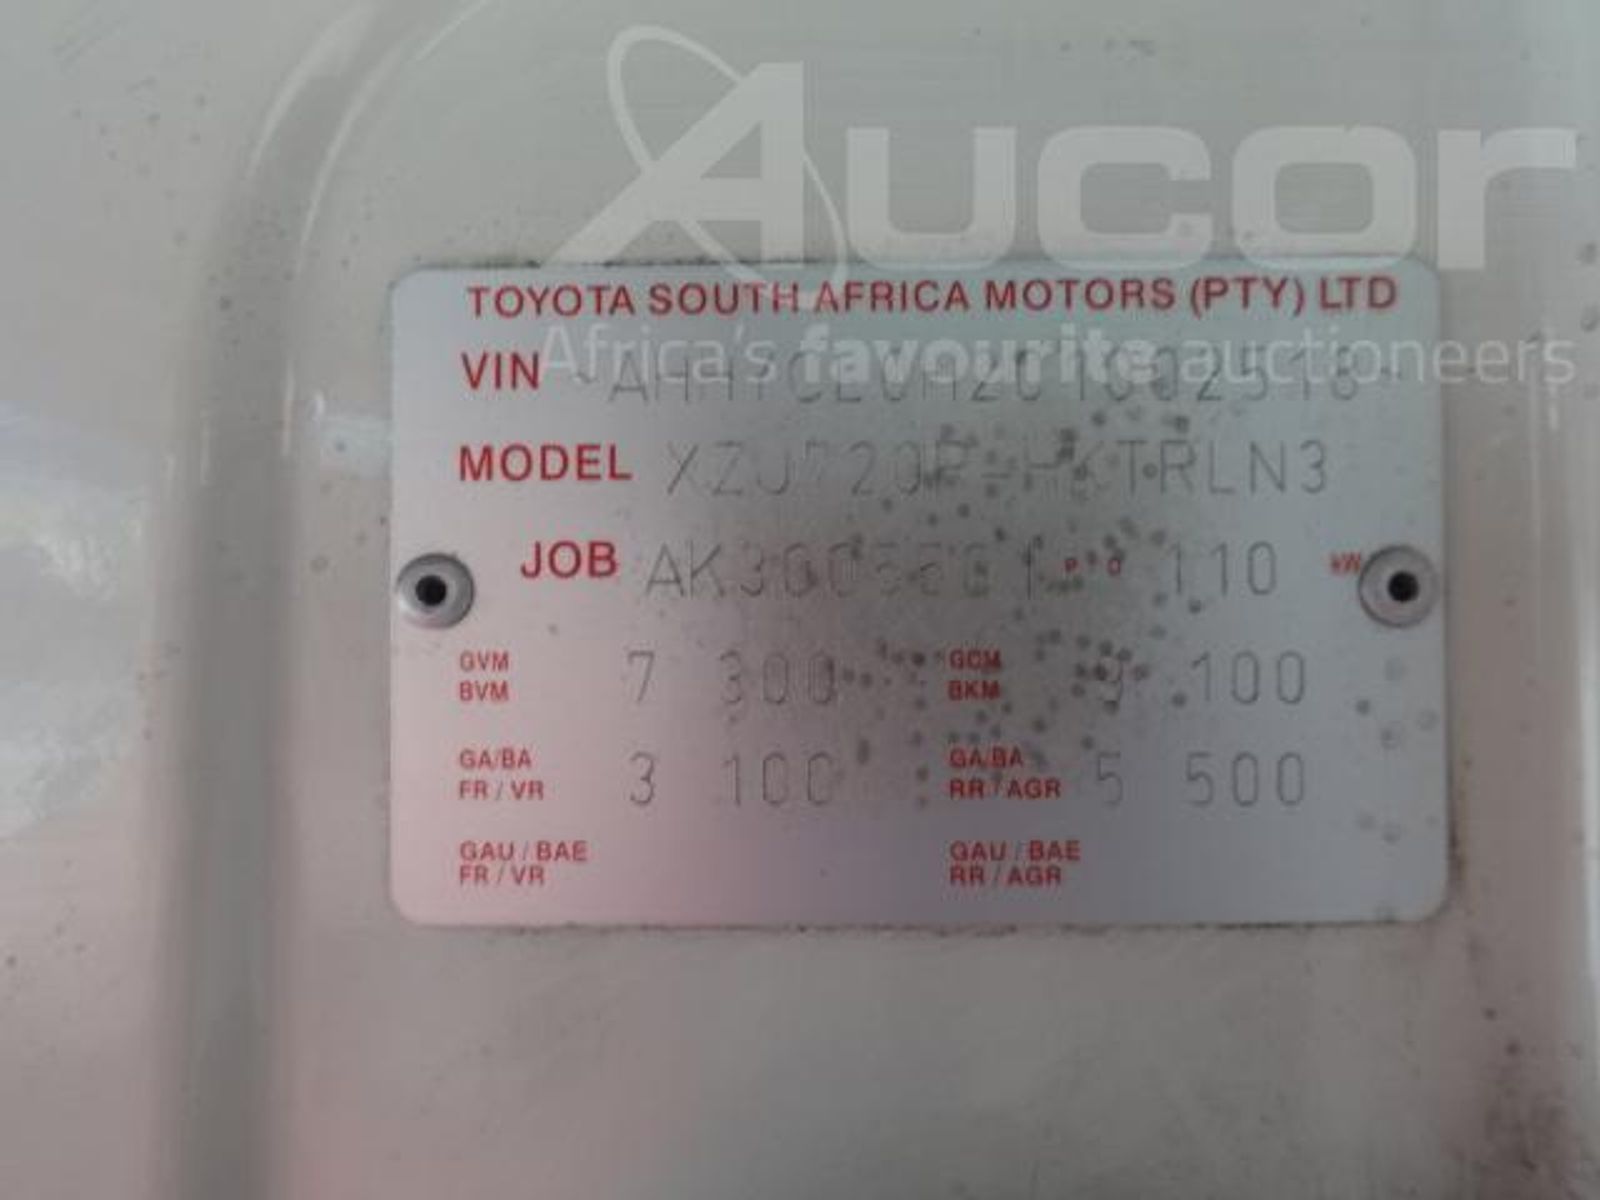 Aucor
TOYOTA SOUTH AFRICA MOTORS (PTY) LTD
Africa's favourite auctioneers
VIN
MODEL
JOB P/D 110 kW
GVM 7 300 GCM 9 100
BVM BKM
GA/BA 3 100 GA/BA 5 500
FR / VR RR / AGR
GAU / BAE GAU / BAE
FR / VR RR / AGR